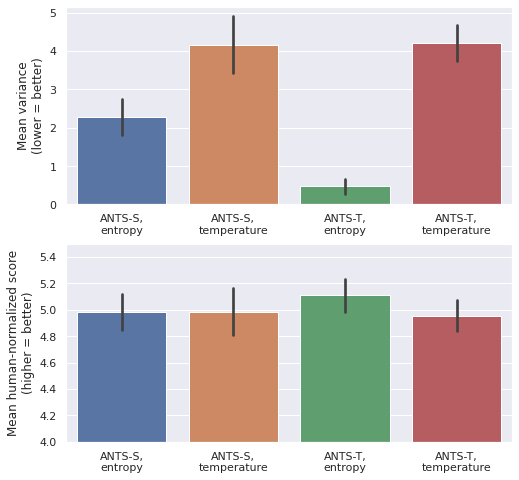 Mean variance
(lower = better)
5
4
3
2
1
0
ANTS-S,
entropy
ANTS-S,
temperature
ANTS-T,
entropy
ANTS-T,
temperature
Mean human-normalized score
(higher = better)
5.4
5.2
5.0
4.8
4.6
4.4
4.2
4.0
ANTS-S,
entropy
ANTS-S,
temperature
ANTS-T,
entropy
ANTS-T,
temperature